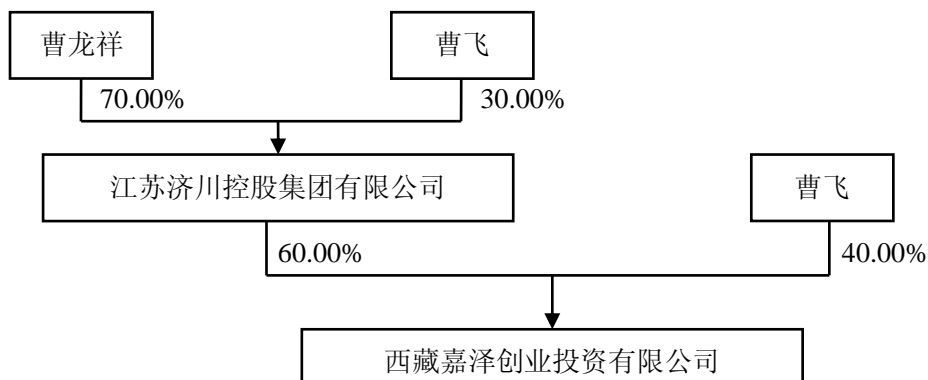 曹龙祥
曹飞
70.00%
30.00%
江苏济川控股集团有限公司
曹飞
60.00%
40.00%
西藏嘉泽创业投资有限公司